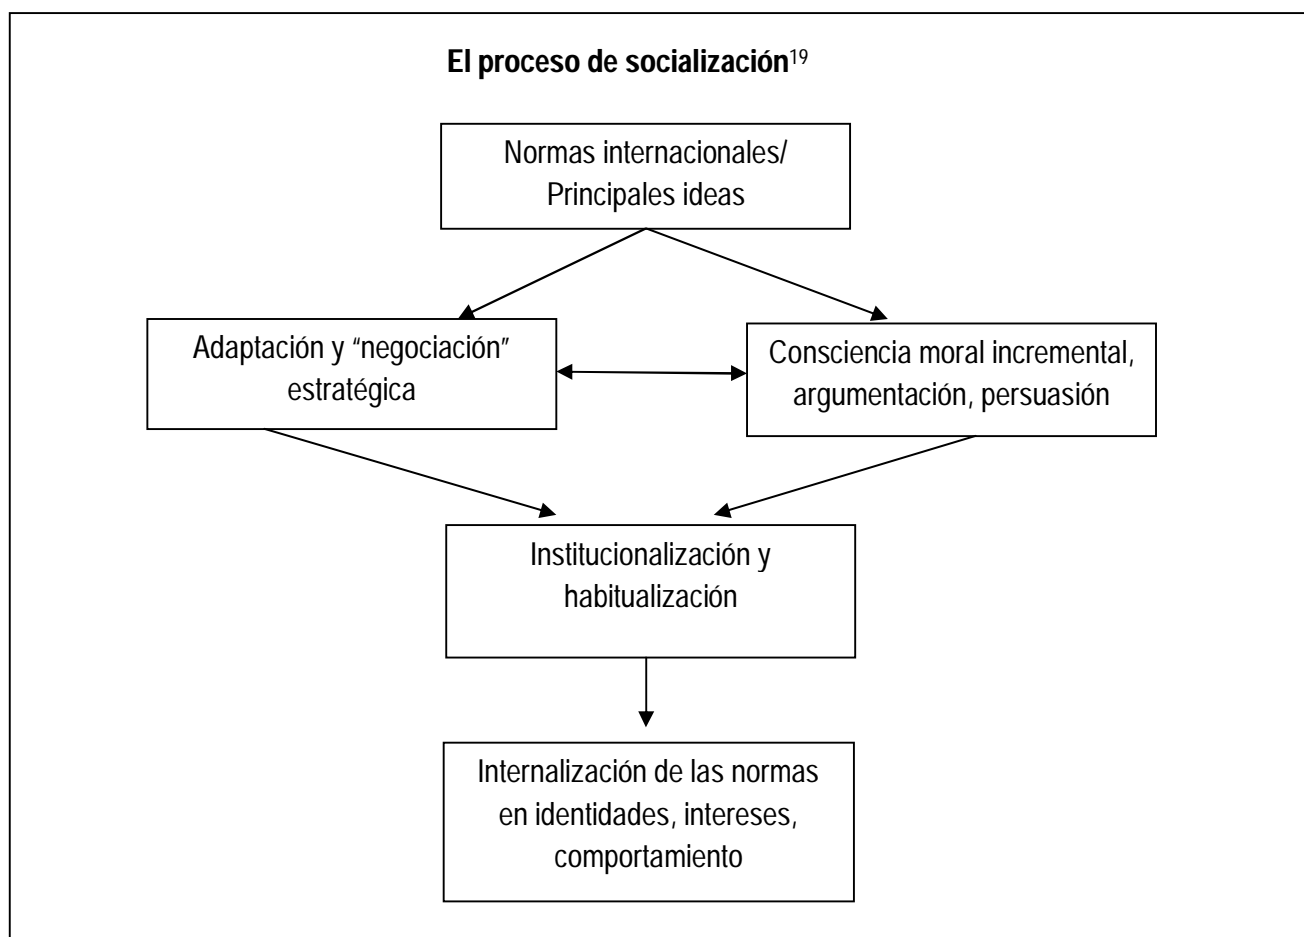 El proceso de socialización19
Normas internacionales/
Principales ideas
Adaptación y “negociación”
estratégica
Consciencia moral incremental,
argumentación, persuasión
Institucionalización y
habitualización
Internalización de las normas
en identidades, intereses,
comportamiento